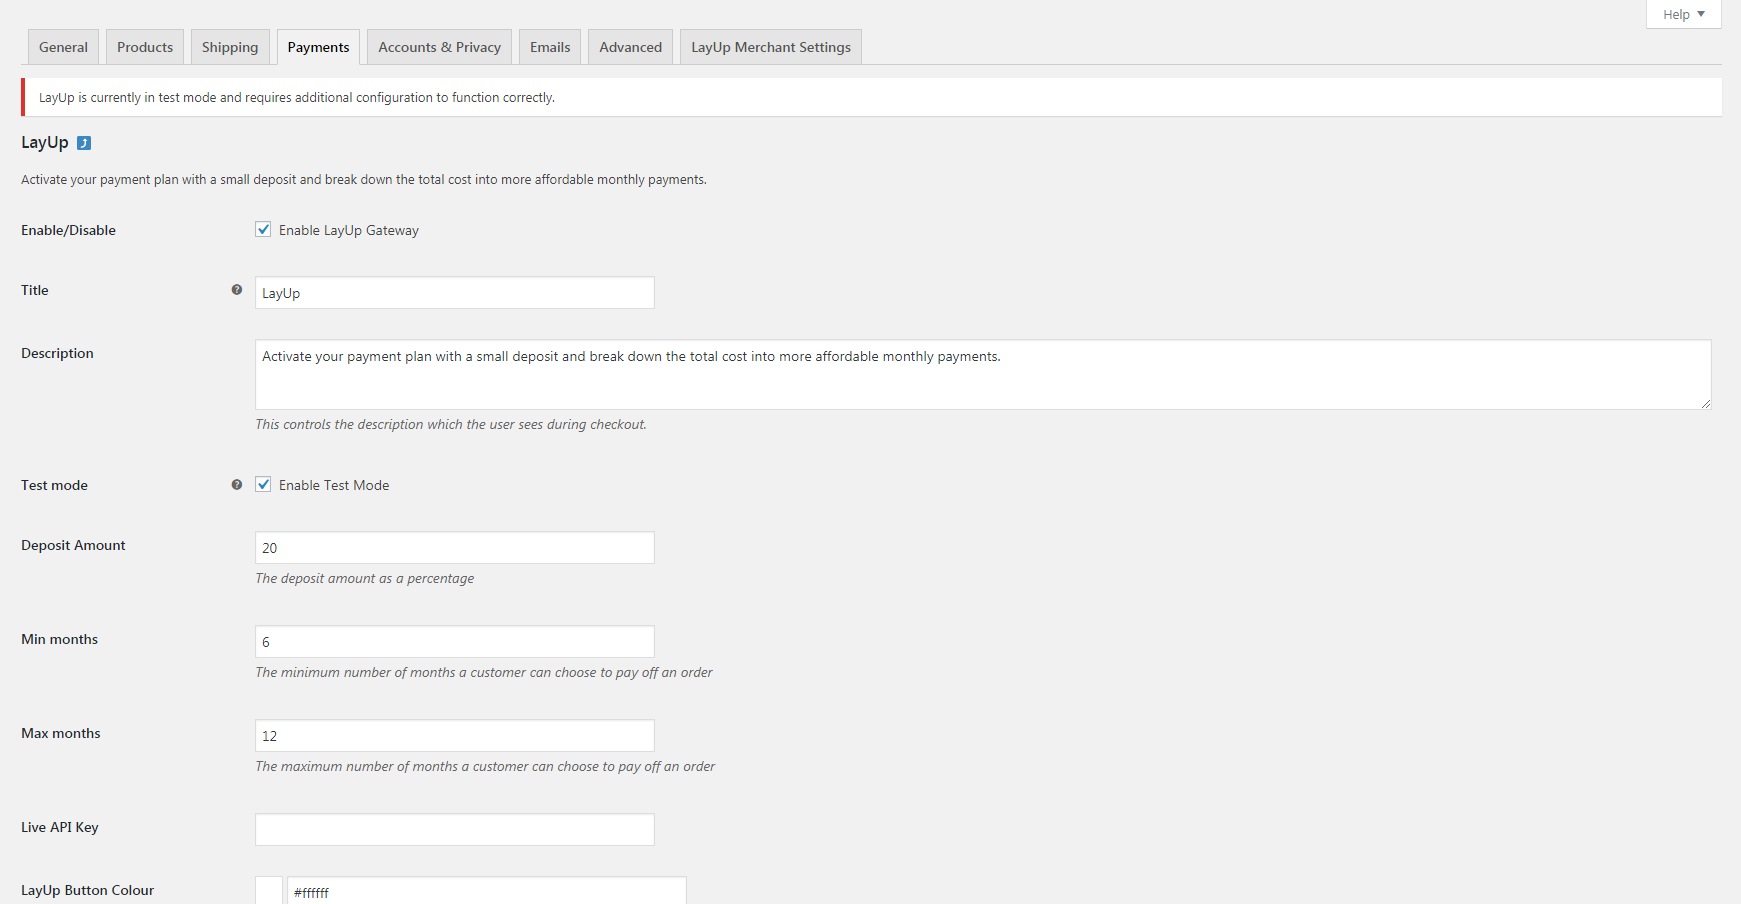 Help
General
Products
Shipping
Payments
Accounts & Privacy
Emails
Advanced
LayUp Merchant Settings
LayUp is currently in test mode and requires additional configuration to function correctly.
LayUp
Activate your payment plan with a small deposit and break down the total cost into more affordable monthly payments.
Enable/Disable
Enable LayUp Gateway
Title
LayUp
Description
Activate your payment plan with a small deposit and break down the total cost into more affordable monthly payments.
This controls the description which the user sees during checkout.
Test mode
Enable Test Mode
Deposit Amount
20
The deposit amount as a percentage
Min months
6
The minimum number of months a customer can choose to pay off an order
Max months
12
The maximum number of months a customer can choose to pay off an order
Live API Key
LayUp Button Colour
#ffffff